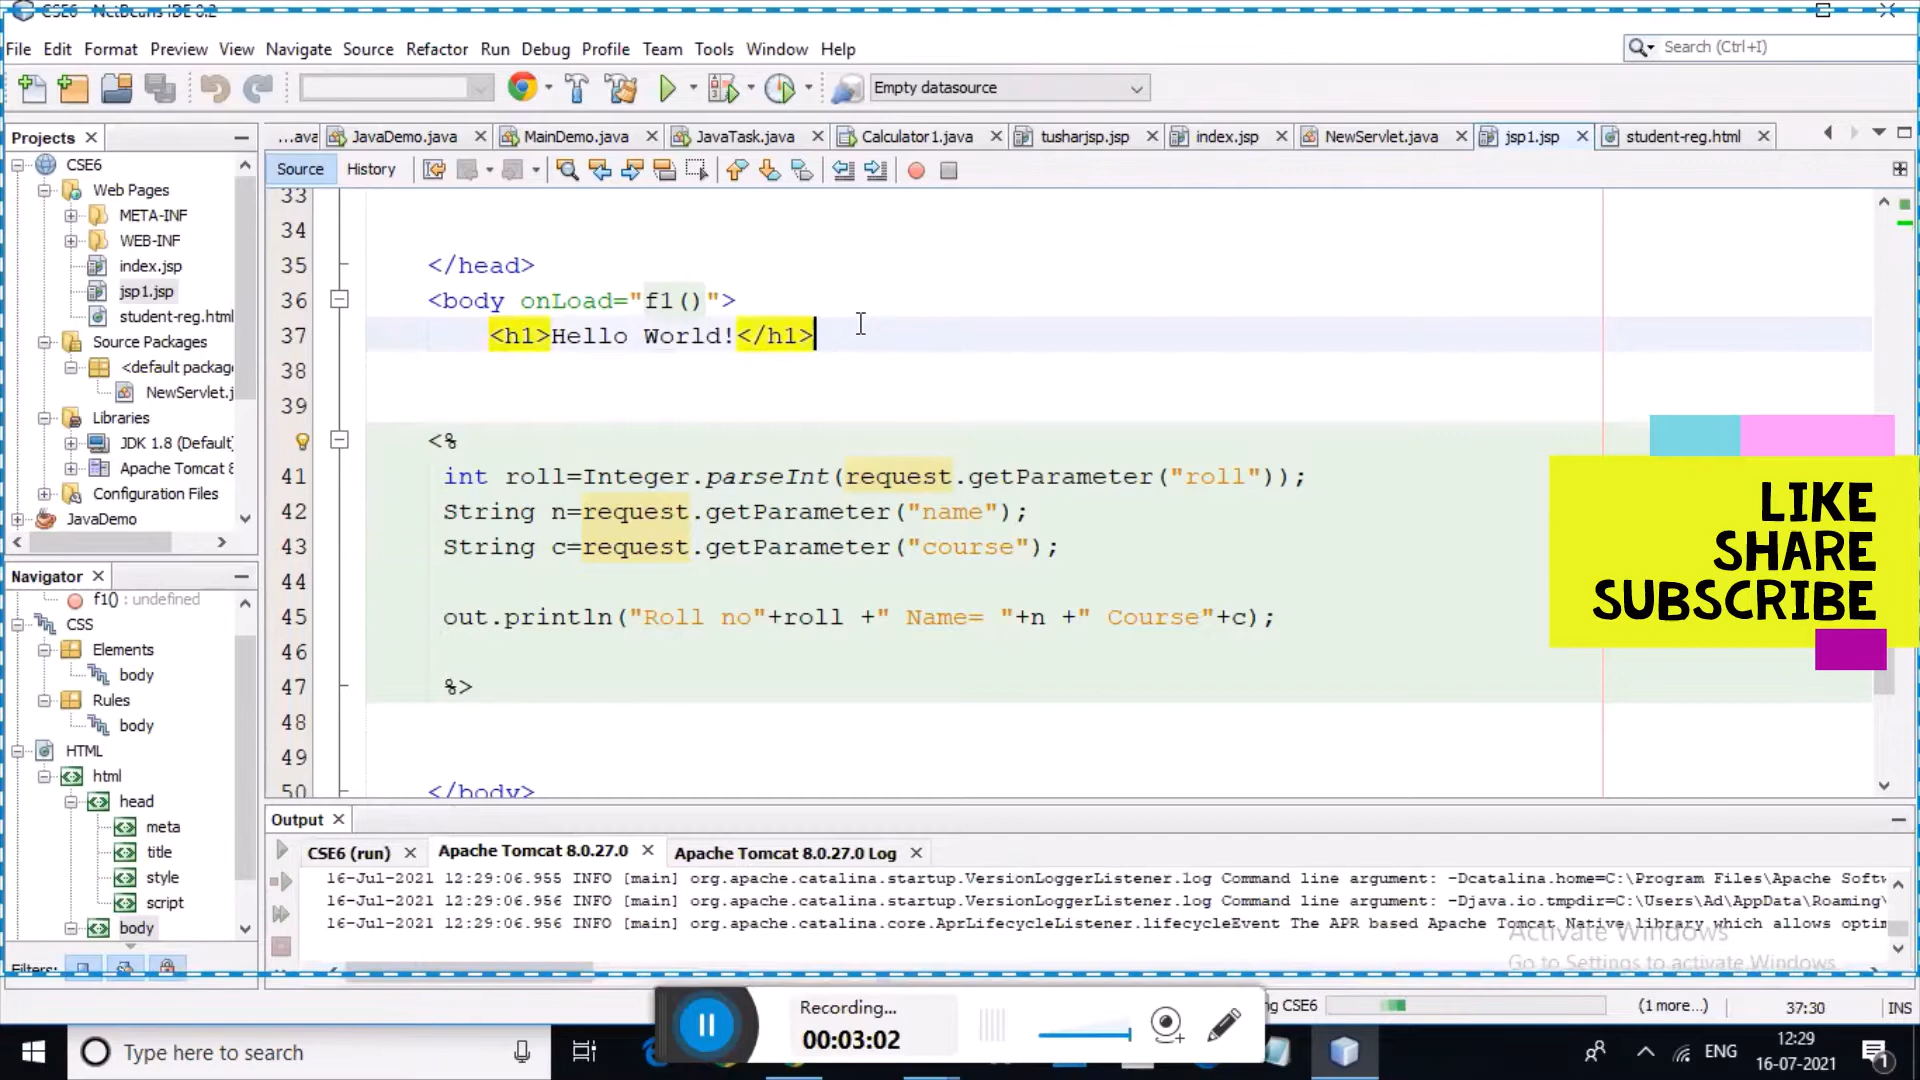 CSE6 - NetBeans IDE 8.2
File Edit Format Preview View Navigate Source Refactor Run Debug Profile Team Tools Window Help
Search (Ctrl+I)
Empty datasource
Projects
...ava JavaDemo.java MainDemo.java JavaTask.java Calculator1.java tusharjsp.jsp index.jsp NewServlet.java jsp1.jsp student-reg.html
Source History
CSE6
Web Pages
META-INF
WEB-INF
index.jsp
jsp1.jsp
student-reg.html
Source Packages
<default packag
NewServlet.j
Libraries
JDK 1.8 (Default)
Apache Tomcat 8
Configuration Files
JavaDemo
Navigator
f1() : undefined
CSS
Elements
body
Rules
body
HTML
html
head
meta
title
style
script
body
Filters:
33
34
35 </head>
36 <body onLoad="f1()">
37 <h1>Hello World!</h1>
38
39
<%
41 int roll=Integer.parseInt(request.getParameter("roll"));
42 String n=request.getParameter("name");
43 String c=request.getParameter("course");
44
45 out.println("Roll no"+roll +" Name= "+n +" Course"+c);
46
47 %>
48
49
50 </body>
LIKE
SHARE
SUBSCRIBE
Output
CSE6 (run) Apache Tomcat 8.0.27.0 Apache Tomcat 8.0.27.0 Log
16-Jul-2021 12:29:06.955 INFO [main] org.apache.catalina.startup.VersionLoggerListener.log Command line argument: -Dcatalina.home=C:\Program Files\Apache Softw
16-Jul-2021 12:29:06.956 INFO [main] org.apache.catalina.startup.VersionLoggerListener.log Command line argument: -Djava.io.tmpdir=C:\Users\Ad\AppData\Roaming\
16-Jul-2021 12:29:06.956 INFO [main] org.apache.catalina.core.AprLifecycleListener.lifecycleEvent The APR based Apache Tomcat Native library which allows optim
Activate Windows
Go to Settings to activate Windows.
ng CSE6 (1 more...) 37:30 INS
Recording...
00:03:02
Type here to search
ENG
12:29
16-07-2021
1